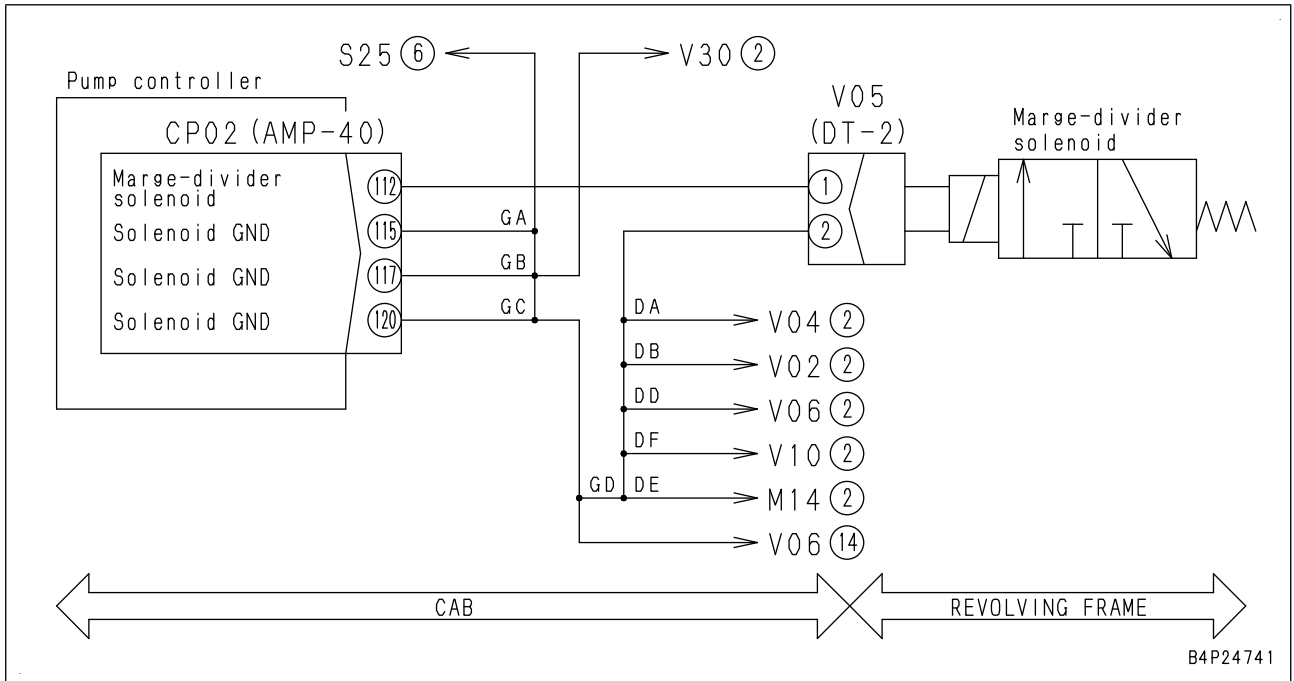 S25 6
V30 2
Pump controller
V05
(DT-2)
Marge-divider
solenoid
CP02 (AMP-40)
Marge-divider
solenoid
112
1
Solenoid GND
115
GA
2
Solenoid GND
117
GB
Solenoid GND
120
GC
DA
V04 2
DB
V02 2
DD
V06 2
DF
V10 2
GD
DE
M14 2
V06 14
CAB
REVOLVING FRAME
B4P24741